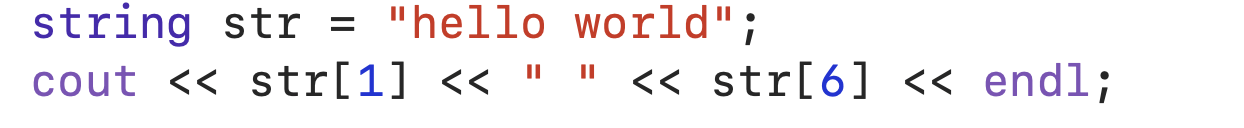 string str = "hello world";
cout << str[1] << " " << str[6] << endl;